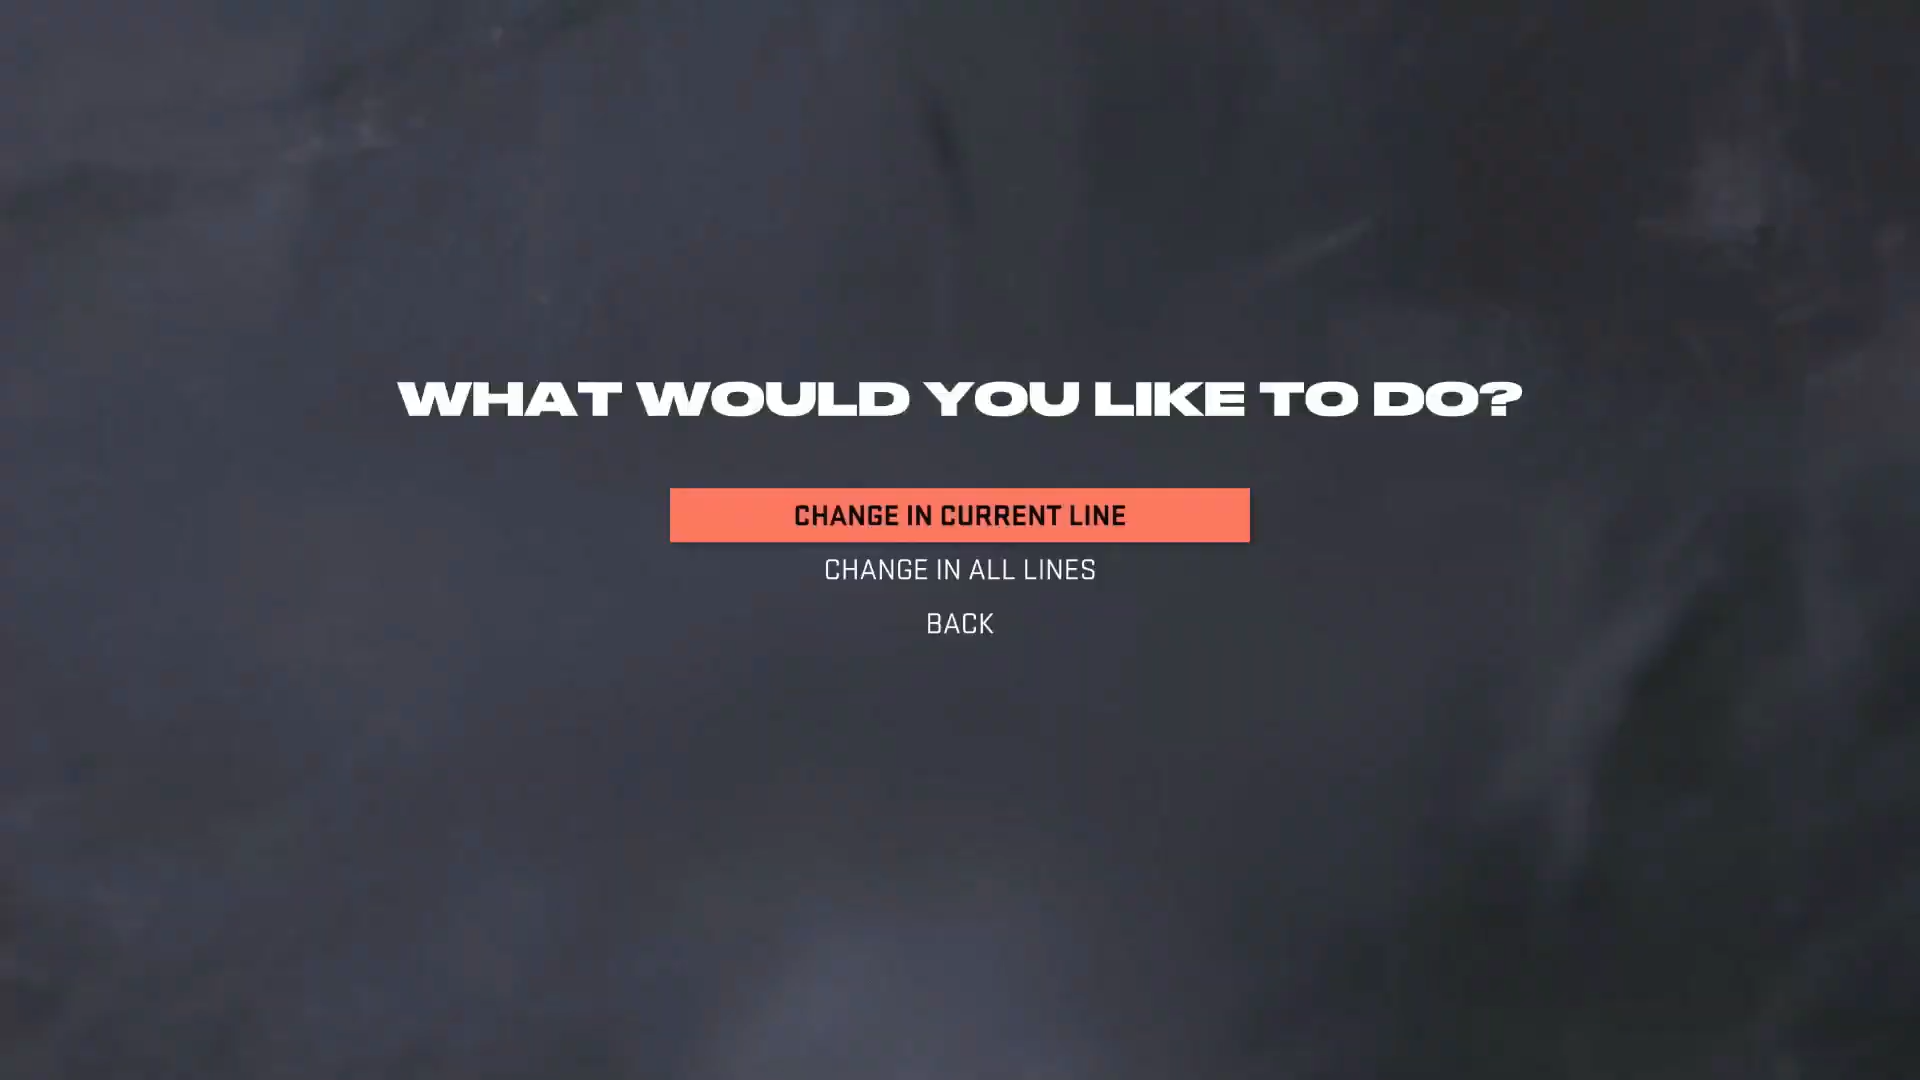 WHAT WOULD YOU LIKE TO DO?
CHANGE IN CURRENT LINE
CHANGE IN ALL LINES
BACK